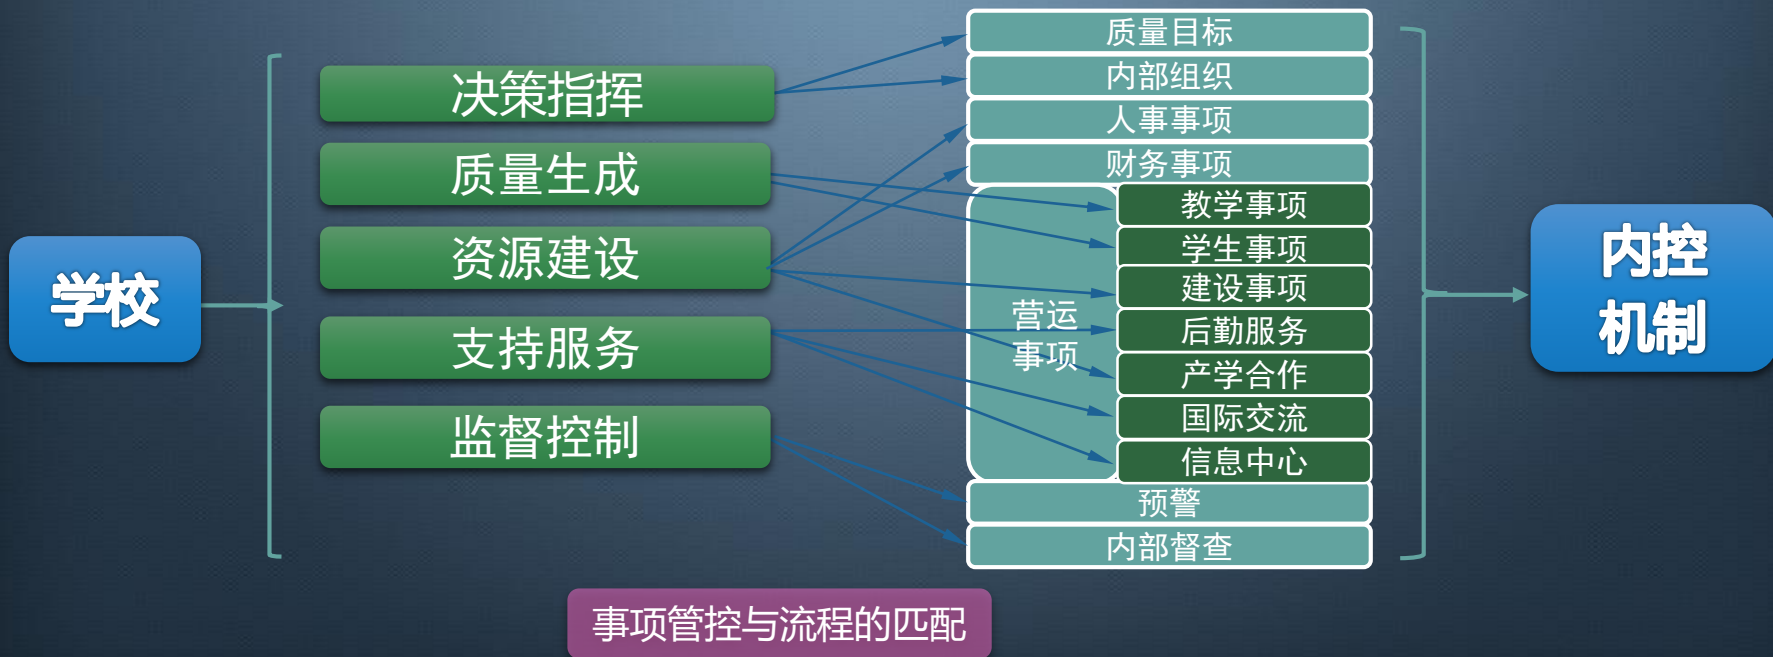 学校
决策指挥
质量生成
资源建设
支持服务
监督控制
质量目标
内部组织
人事事项
财务事项
营运
事项
教学事项
学生事项
建设事项
后勤服务
产学合作
国际交流
信息中心
预警
内部督查
内控
机制
事项管控与流程的匹配